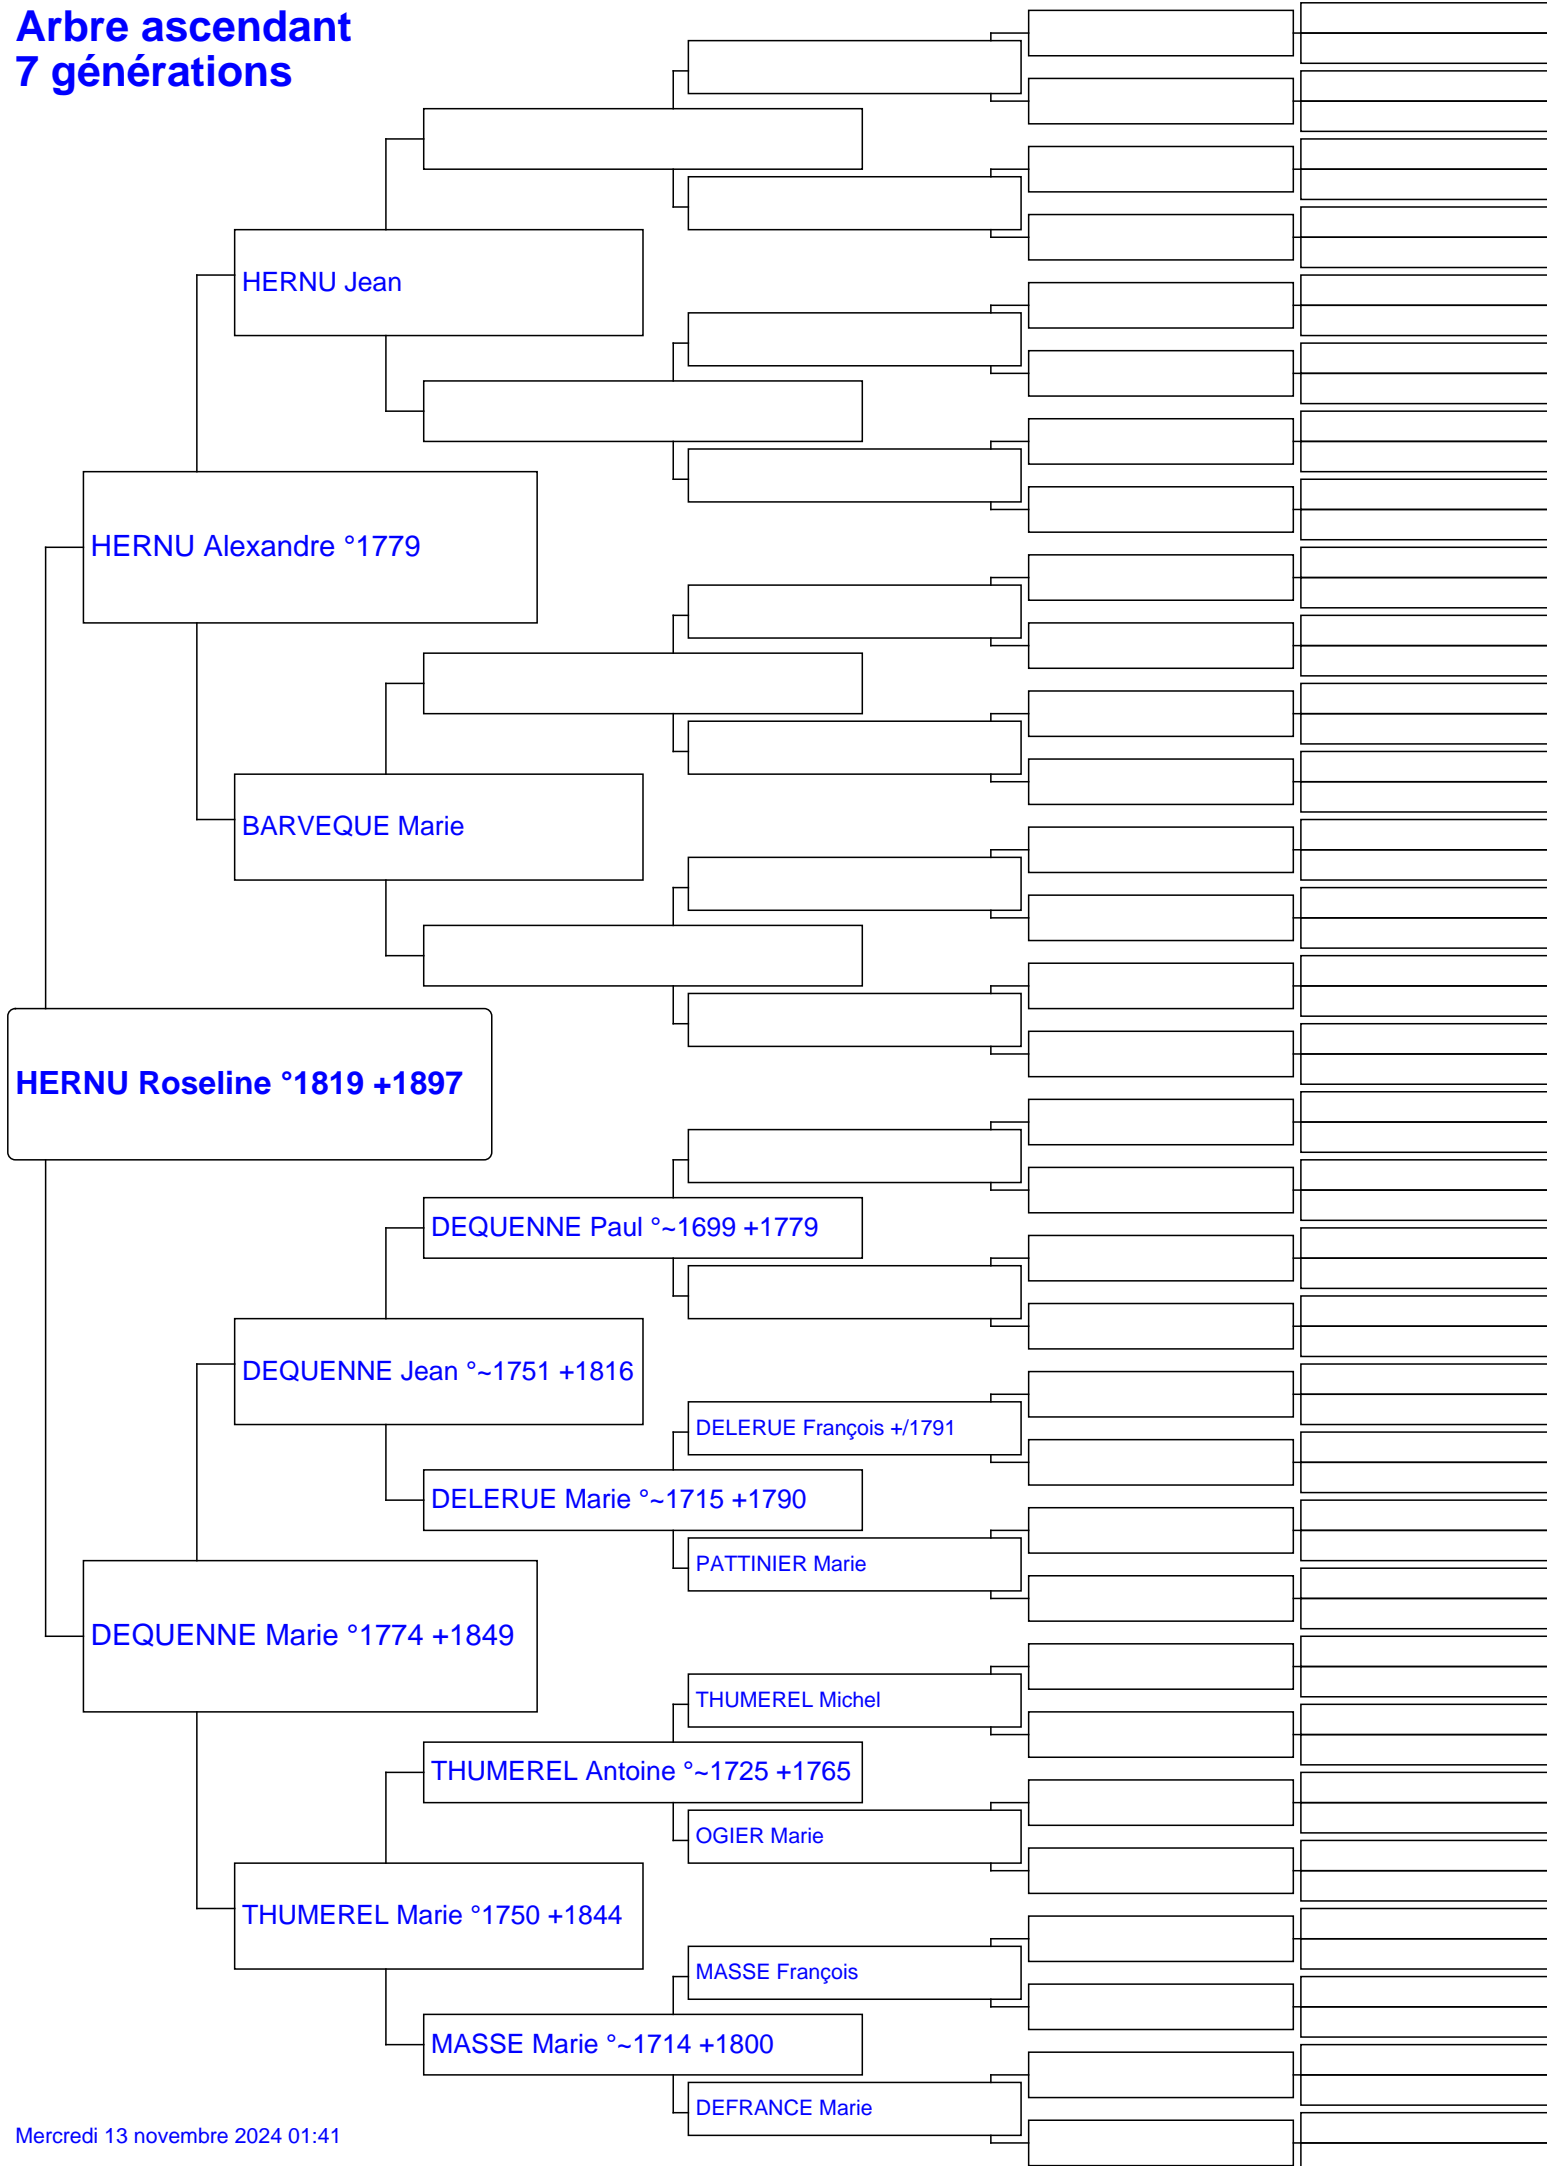 Arbre ascendant
7 générations
HERNU Jean
HERNU Alexandre °1779
BARVEQUE Marie
HERNU Roseline °1819 +1897
DEQUENNE Paul °~1699 +1779
DEQUENNE Jean °~1751 +1816
DELERUE François +/1791
DELERUE Marie °~1715 +1790
PATTINIER Marie
DEQUENNE Marie °1774 +1849
THUMEREL Michel
THUMEREL Antoine °~1725 +1765
OGIER Marie
THUMEREL Marie °1750 +1844
MASSE François
MASSE Marie °~1714 +1800
DEFRANCE Marie
Mercredi 13 novembre 2024 01:41